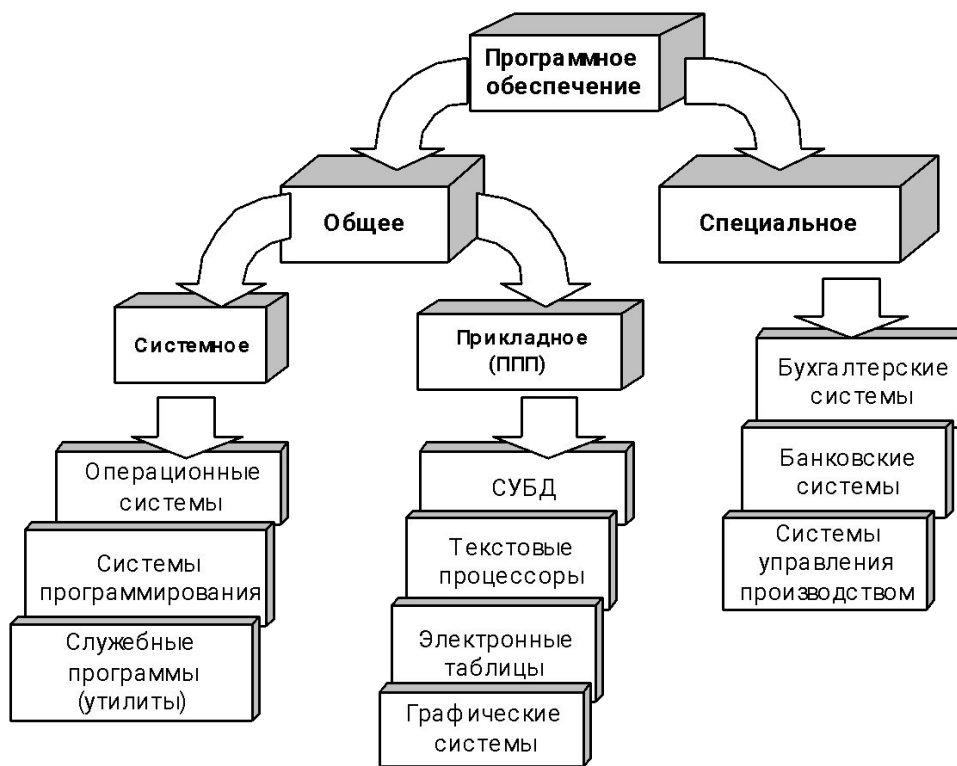 Программное
обеспечение
Общее
Специальное
Системное
Прикладное
(ППП)
Операционные
системы
Системы
программирования
Служебные
программы
(утилиты)
СУБД
Текстовые
процессоры
Электронные
таблицы
Графические
системы
Бухгалтерские
системы
Банковские
системы
Системы
управления
производством